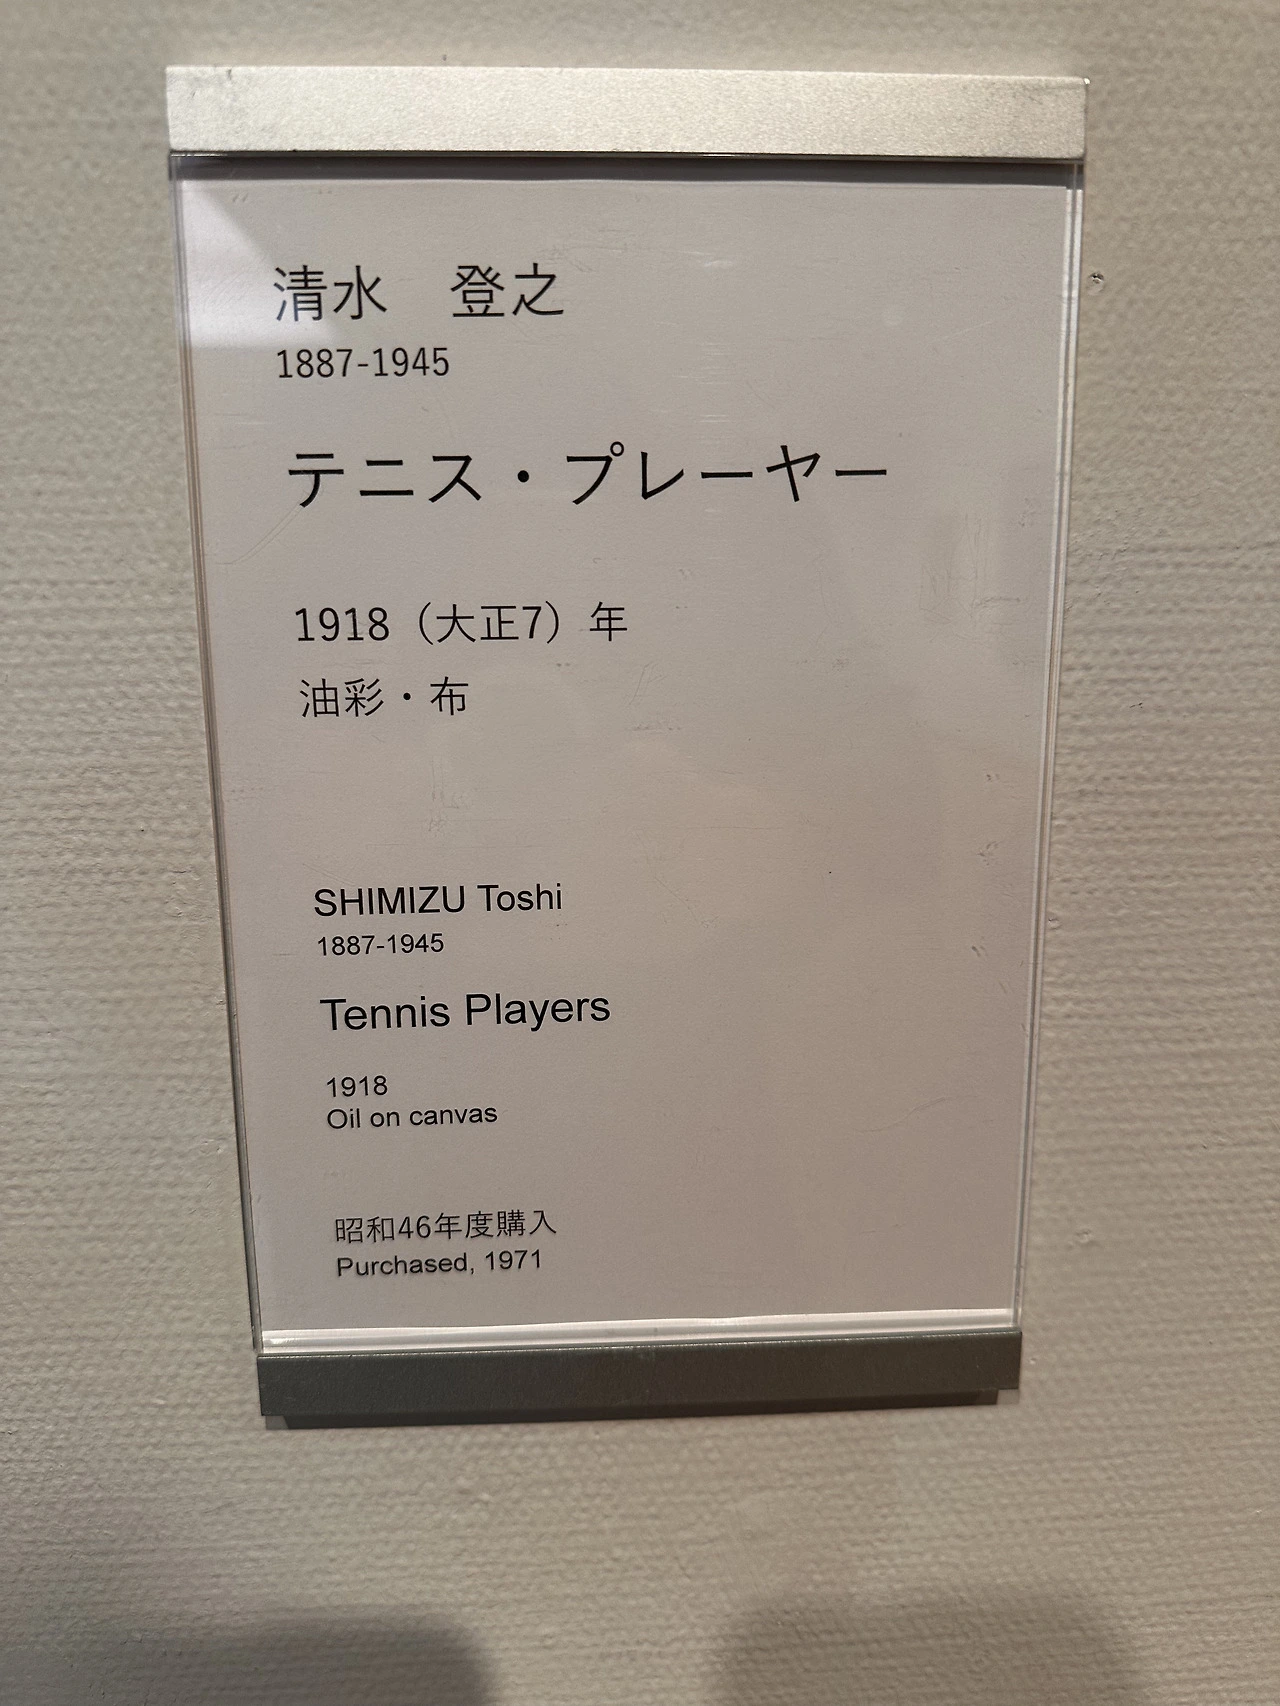 清水　登之
1887-1945
テニス・プレーヤー
1918（大正7）年
油彩・布
SHIMIZU Toshi
1887-1945
Tennis Players
1918
Oil on canvas
昭和46年度購入
Purchased, 1971